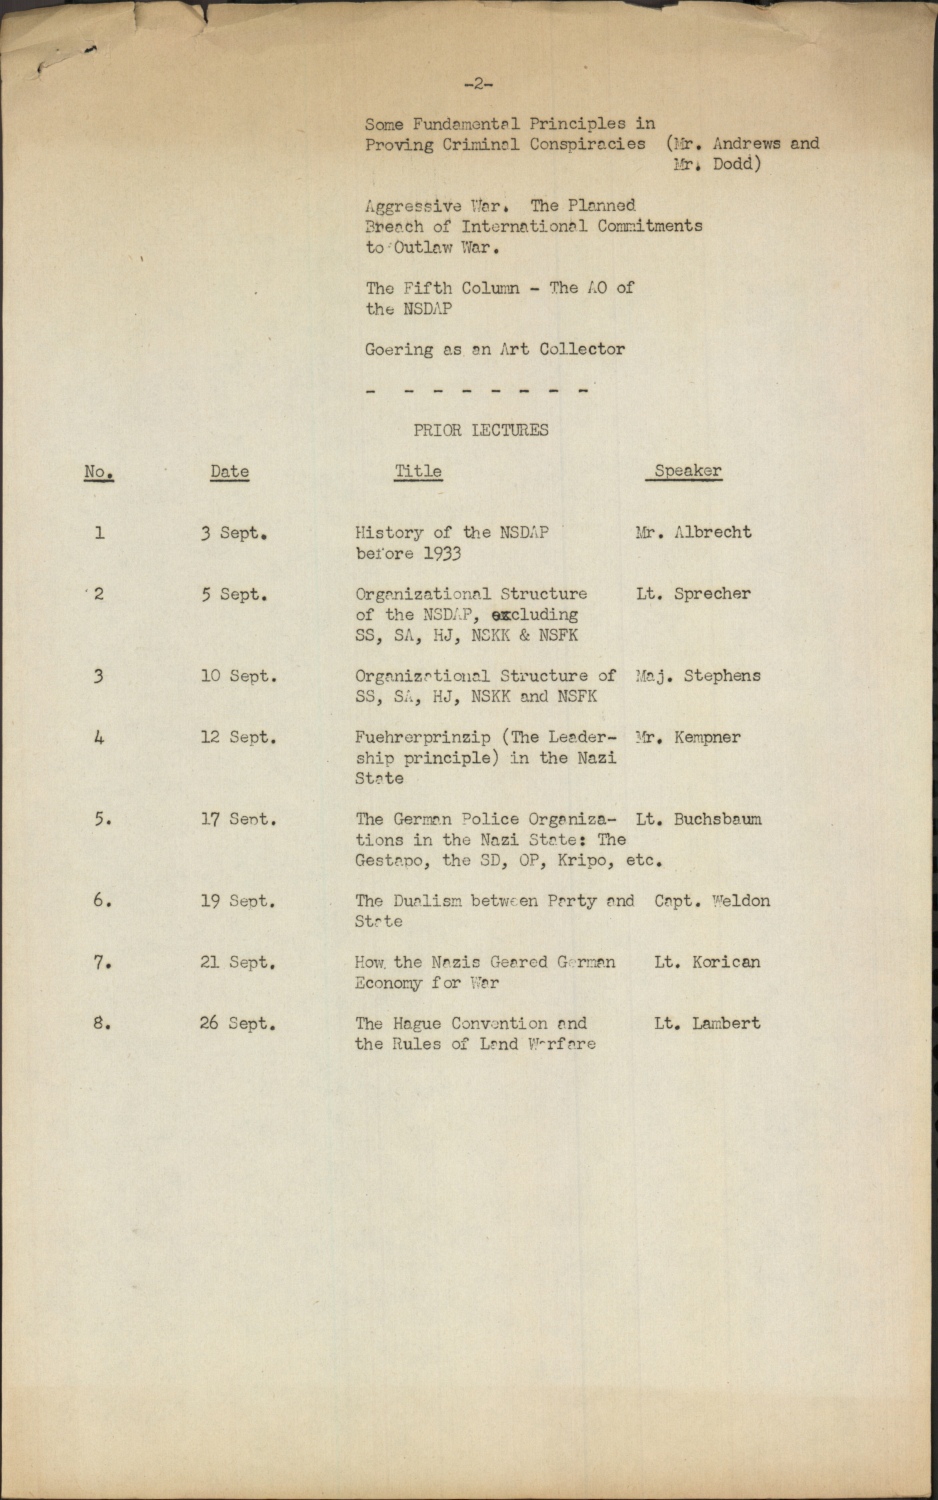 -2-
Some Fundamental Principles in
Proving Criminal Conspiracies (Mr. Andrews and
Mr. Dodd)
Aggressive War. The Planned
Breach of International Commitments
to Outlaw War.
The Fifth Column - The AO of
the NSDAP
Goering as an Art Collector
- - - - - - - -
PRIOR LECTURES
No. Date Title Speaker
1 3 Sept. History of the NSDAP Mr. Albrecht
before 1933
2 5 Sept. Organizational Structure Lt. Sprecher
of the NSDAP, excluding
SS, SA, HJ, NSKK & NSFK
3 10 Sept. Organizational Structure of Maj. Stephens
SS, SA, HJ, NSKK and NSFK
4 12 Sept. Fuehrerprinzip (The Leader- Mr. Kempner
ship principle) in the Nazi
State
5. 17 Sept. The German Police Organiza- Lt. Buchsbaum
tions in the Nazi State: The
Gestapo, the SD, OP, Kripo, etc.
6. 19 Sept. The Dualism between Party and Capt. Weldon
State
7. 21 Sept. How the Nazis Geared German Lt. Korican
Economy for War
8. 26 Sept. The Hague Convention and Lt. Lambert
the Rules of Land Warfare